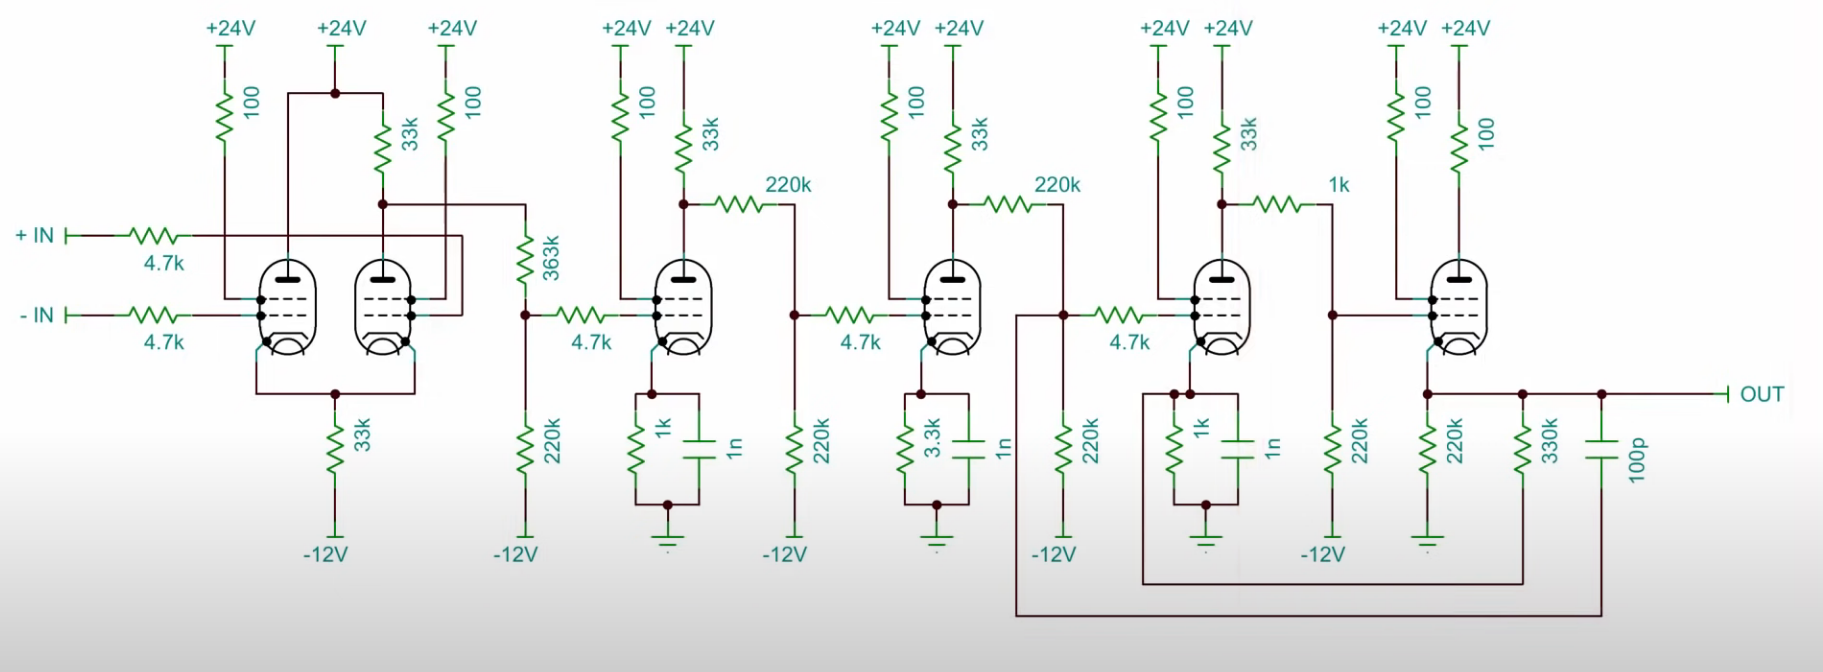 +24V +24V +24V +24V +24V +24V +24V +24V +24V +24V +24V
100 33k 100 100 33k 100 33k 100 33k 100 100
220k 220k 1k
+ IN 4.7k
363k
- IN 4.7k
4.7k 4.7k 4.7k
OUT
33k 220k 1k 1n 220k 3.3k 1n 220k 1k 1n 220k 220k 330k 100p
-12V -12V -12V -12V -12V